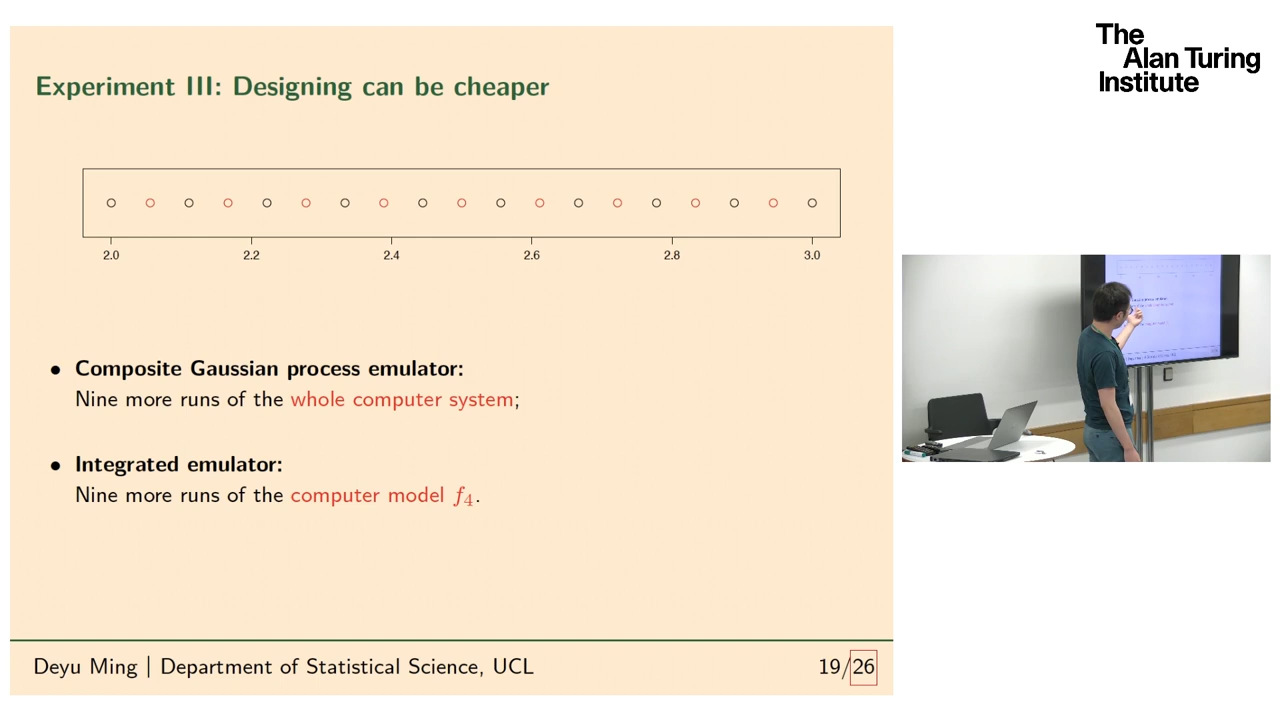 Experiment III: Designing can be cheaper
2.0 2.2 2.4 2.6 2.8 3.0
• Composite Gaussian process emulator:
Nine more runs of the whole computer system;
• Integrated emulator:
Nine more runs of the computer model f₄.
Deyu Ming | Department of Statistical Science, UCL 19/26
The
Alan Turing
Institute